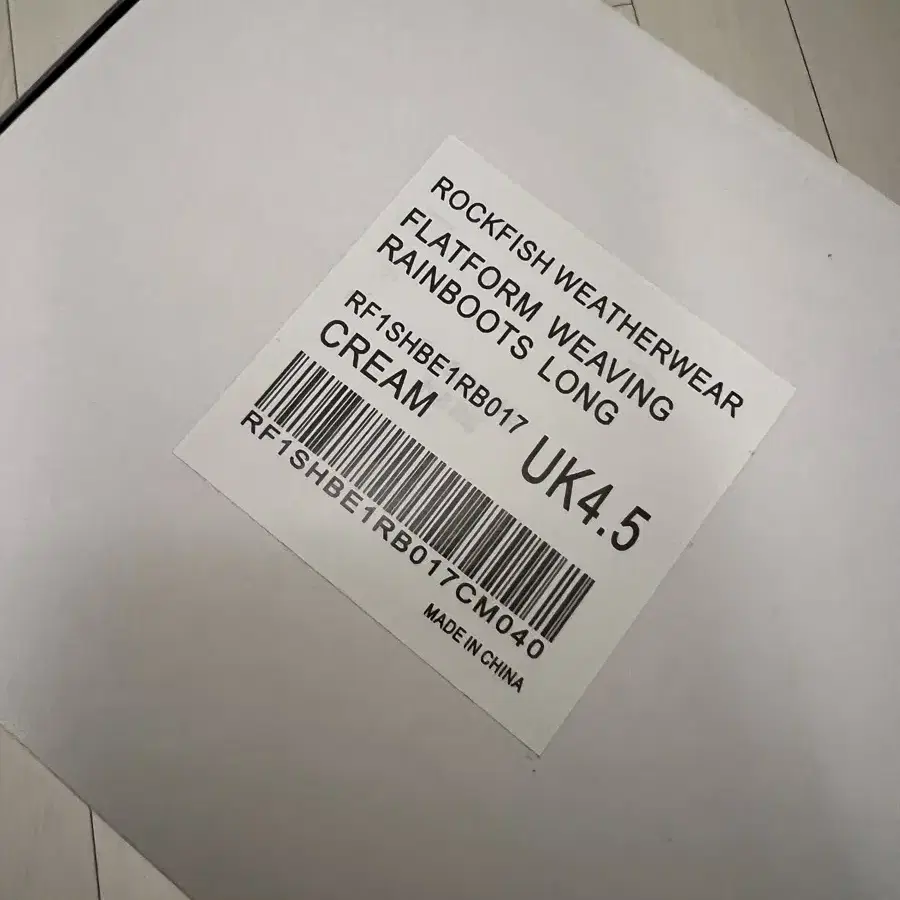 ROCKFISH WEATHERWEAR
FLATFORM WEAVING
RAINBOOTS LONG
RF1SHBE1RB017
CREAM
UK4.5
RF1SHBE1RB017CM040
MADE IN CHINA